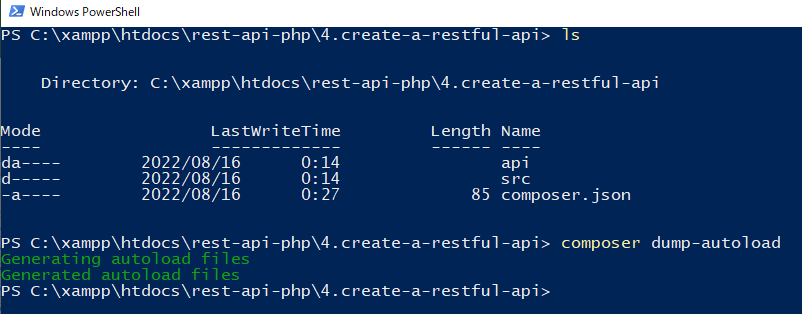 Windows PowerShell
PS C:\xampp\htdocs\rest-api-php\4.create-a-restful-api> ls
Directory: C:\xampp\htdocs\rest-api-php\4.create-a-restful-api
Mode                 LastWriteTime         Length Name
----                 -------------         ------ ----
da----        2022/08/16      0:14                api
d-----        2022/08/16      0:14                src
-a----        2022/08/16      0:27             85 composer.json
PS C:\xampp\htdocs\rest-api-php\4.create-a-restful-api> composer dump-autoload
Generating autoload files
Generated autoload files
PS C:\xampp\htdocs\rest-api-php\4.create-a-restful-api>